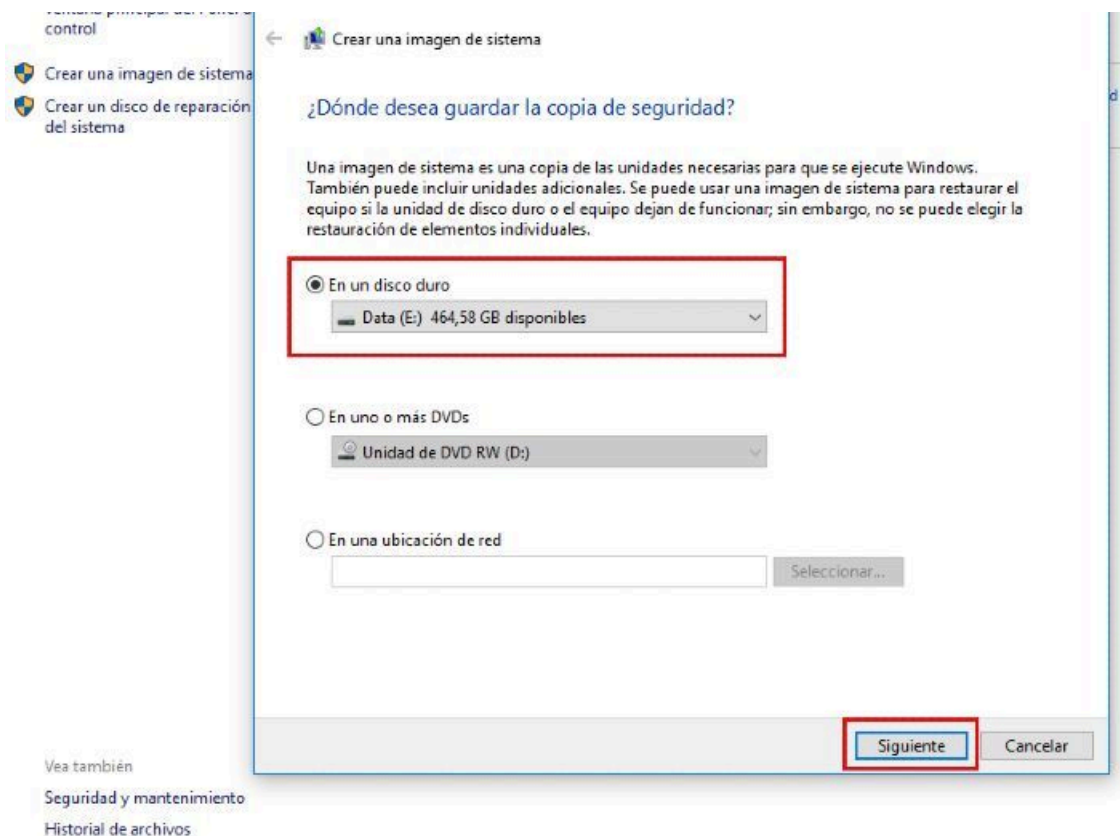 control
Crear una imagen de sistema
Crear un disco de reparación
del sistema
Crear una imagen de sistema
¿Dónde desea guardar la copia de seguridad?
Una imagen de sistema es una copia de las unidades necesarias para que se ejecute Windows.
También puede incluir unidades adicionales. Se puede usar una imagen de sistema para restaurar el
equipo si la unidad de disco duro o el equipo dejan de funcionar; sin embargo, no se puede elegir la
restauración de elementos individuales.
En un disco duro
Data (E:) 464,58 GB disponibles
En uno o más DVDs
Unidad de DVD RW (D:)
En una ubicación de red
Seleccionar...
Siguiente
Cancelar
Vea también
Seguridad y mantenimiento
Historial de archivos